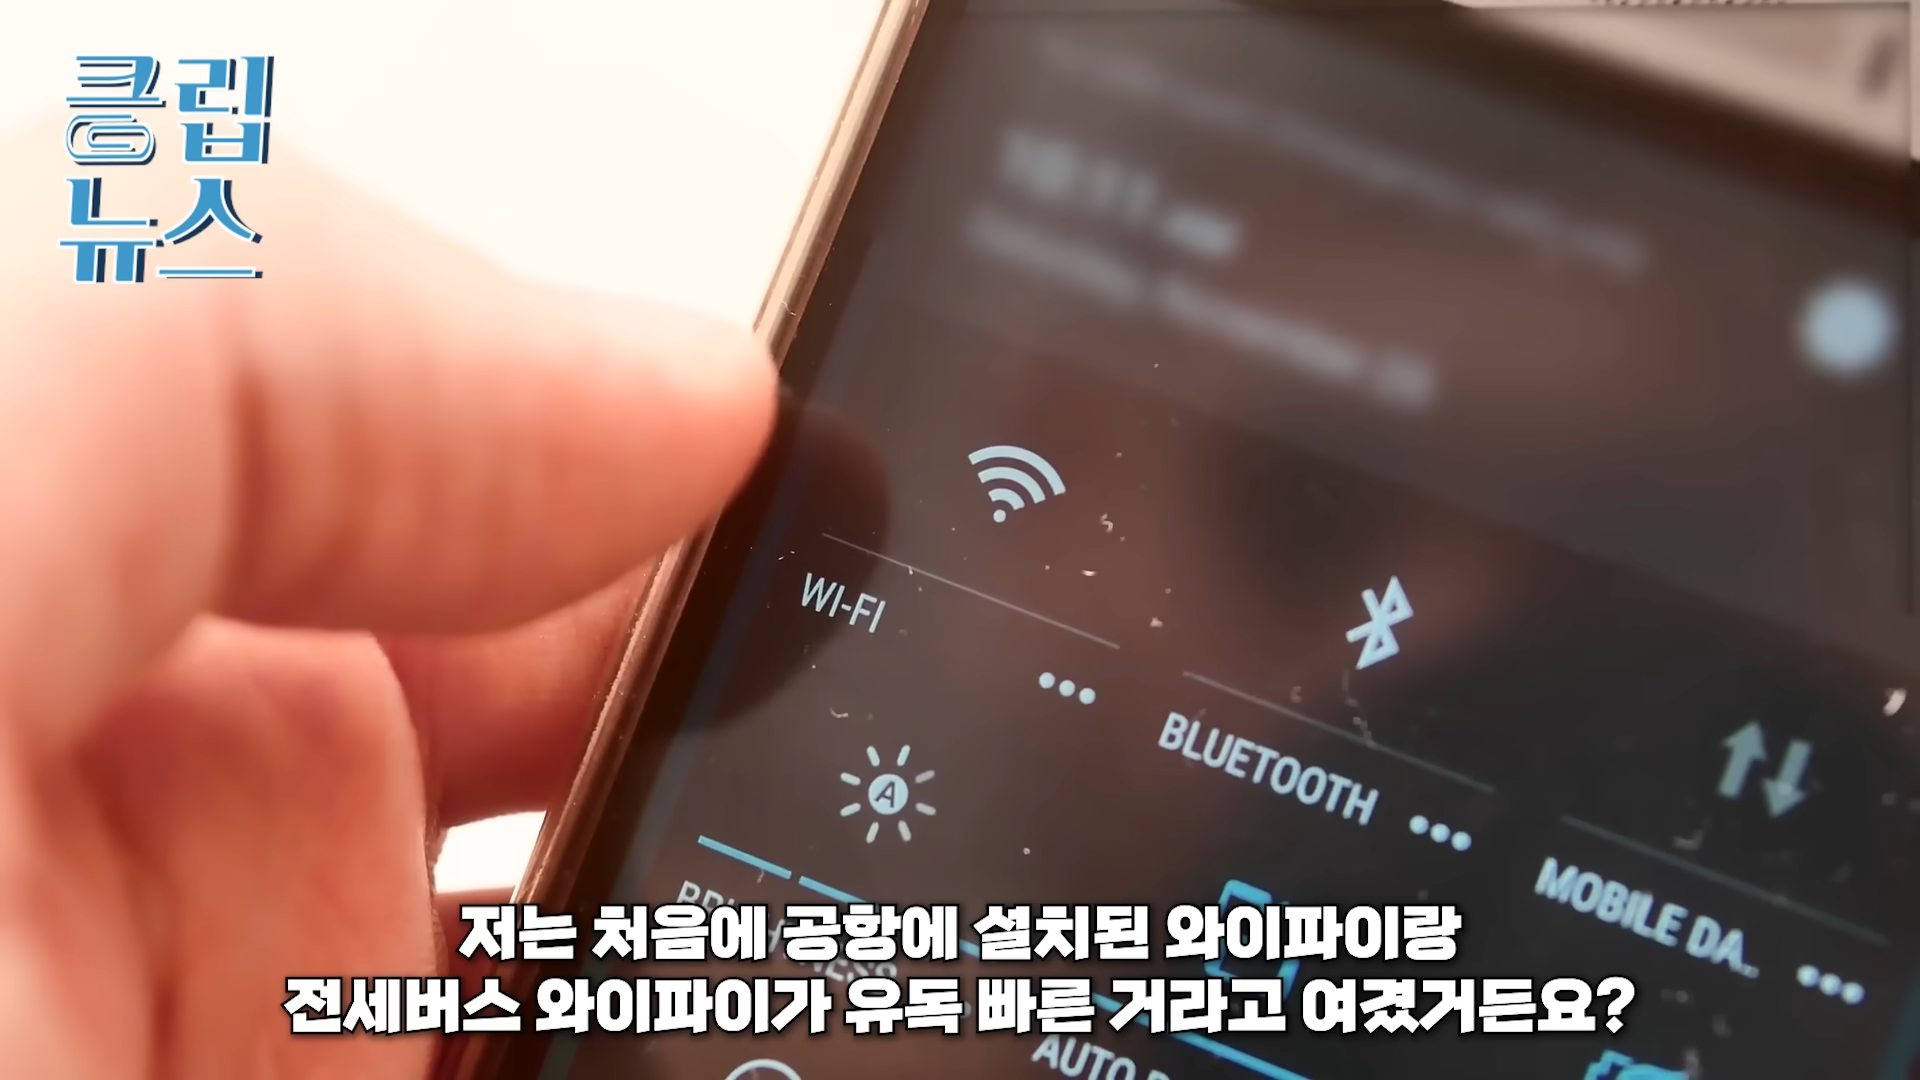 클립
뉴스
WI-FI
BLUETOOTH
MOBILE DA..
저는 처음에 공항에 설치된 와이파이랑
전세버스 와이파이가 유독 빠른 거라고 여겼거든요?